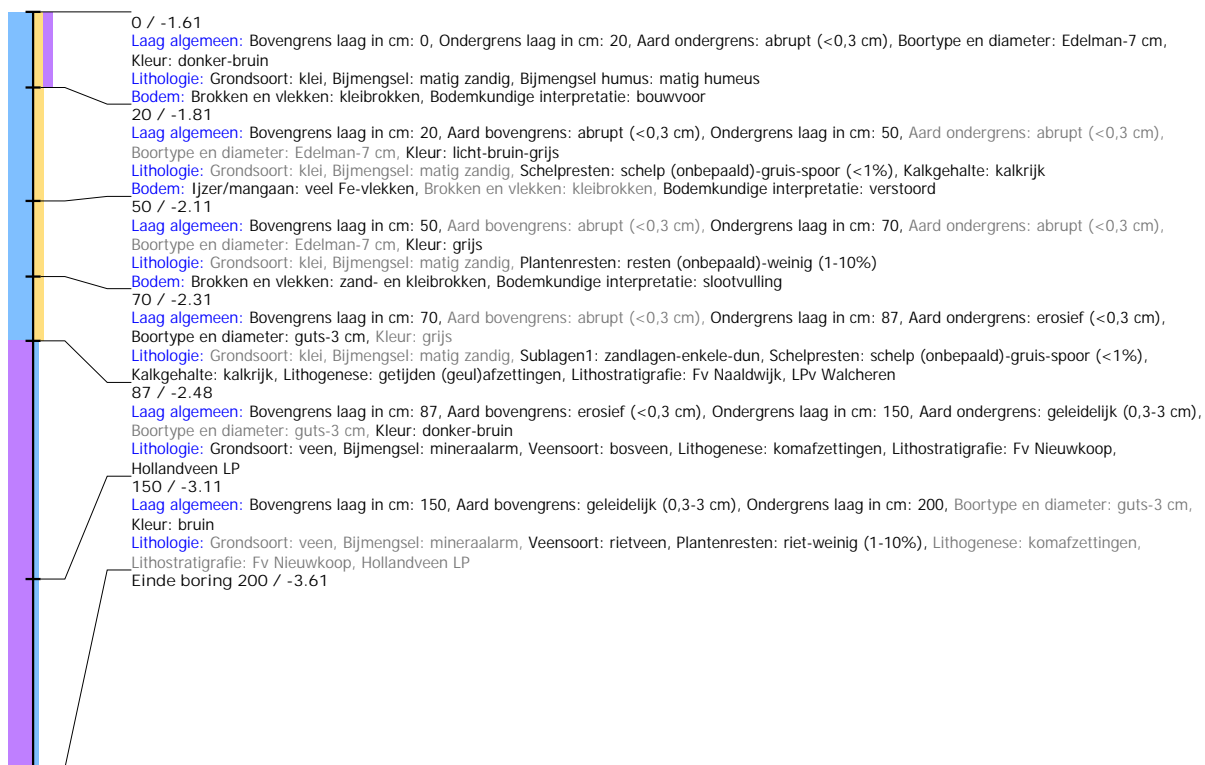 0 / -1.61
Laag algemeen: Bovengrens laag in cm: 0, Ondergrens laag in cm: 20, Aard ondergrens: abrupt (<0,3 cm), Boortype en diameter: Edelman-7 cm,
Kleur: donker-bruin
Lithologie: Grondsoort: klei, Bijmengsel: matig zandig, Bijmengsel humus: matig humeus
Bodem: Brokken en vlekken: kleibrokken, Bodemkundige interpretatie: bouwvoor
20 / -1.81
Laag algemeen: Bovengrens laag in cm: 20, Aard bovengrens: abrupt (<0,3 cm), Ondergrens laag in cm: 50, Aard ondergrens: abrupt (<0,3 cm),
Boortype en diameter: Edelman-7 cm, Kleur: licht-bruin-grijs
Lithologie: Grondsoort: klei, Bijmengsel: matig zandig, Schelpresten: schelp (onbepaald)-gruis-spoor (<1%), Kalkgehalte: kalkrijk
Bodem: Ijzer/mangaan: veel Fe-vlekken, Brokken en vlekken: kleibrokken, Bodemkundige interpretatie: verstoord
50 / -2.11
Laag algemeen: Bovengrens laag in cm: 50, Aard bovengrens: abrupt (<0,3 cm), Ondergrens laag in cm: 70, Aard ondergrens: abrupt (<0,3 cm),
Boortype en diameter: Edelman-7 cm, Kleur: grijs
Lithologie: Grondsoort: klei, Bijmengsel: matig zandig, Plantenresten: resten (onbepaald)-weinig (1-10%)
Bodem: Brokken en vlekken: zand- en kleibrokken, Bodemkundige interpretatie: slootvulling
70 / -2.31
Laag algemeen: Bovengrens laag in cm: 70, Aard bovengrens: abrupt (<0,3 cm), Ondergrens laag in cm: 87, Aard ondergrens: erosief (<0,3 cm),
Boortype en diameter: guts-3 cm, Kleur: grijs
Lithologie: Grondsoort: klei, Bijmengsel: matig zandig, Sublagen1: zandlagen-enkele-dun, Schelpresten: schelp (onbepaald)-gruis-spoor (<1%),
Kalkgehalte: kalkrijk, Lithogenese: getijden (geul)afzettingen, Lithostratigrafie: Fv Naaldwijk, LPv Walcheren
87 / -2.48
Laag algemeen: Bovengrens laag in cm: 87, Aard bovengrens: erosief (<0,3 cm), Ondergrens laag in cm: 150, Aard ondergrens: geleidelijk (0,3-3 cm),
Boortype en diameter: guts-3 cm, Kleur: donker-bruin
Lithologie: Grondsoort: veen, Bijmengsel: mineraalarm, Veensoort: bosveen, Lithogenese: komafzettingen, Lithostratigrafie: Fv Nieuwkoop,
Hollandveen LP
150 / -3.11
Laag algemeen: Bovengrens laag in cm: 150, Aard bovengrens: geleidelijk (0,3-3 cm), Ondergrens laag in cm: 200, Boortype en diameter: guts-3 cm,
Kleur: bruin
Lithologie: Grondsoort: veen, Bijmengsel: mineraalarm, Veensoort: rietveen, Plantenresten: riet-weinig (1-10%), Lithogenese: komafzettingen,
Lithostratigrafie: Fv Nieuwkoop, Hollandveen LP
Einde boring 200 / -3.61